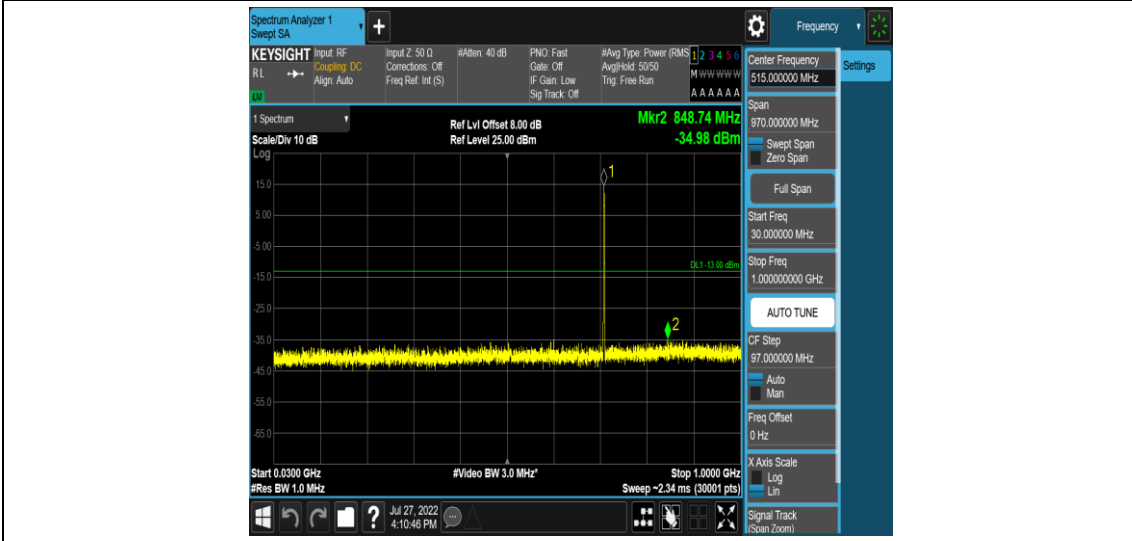 Spectrum Analyzer 1
Swept SA
+
Frequency
KEYSIGHT
RL
Input: RF
Coupling: DC
Align: Auto
Input Z: 50 Ω
Corrections: Off
Freq Ref: Int (S)
#Atten: 40 dB
PNO: Fast
Gate: Off
IF Gain: Low
Sig Track: Off
#Avg Type: Power (RMS
Avg|Hold: 50/50
Trig: Free Run
1 2 3 4 5 6
M W W W W W
A A A A A A
1 Spectrum
Scale/Div 10 dB
Ref Lvl Offset 8.00 dB
Ref Level 25.00 dBm
Mkr2 848.74 MHz
-34.98 dBm
Log
15.0
5.00
-5.00
-15.0
-25.0
-35.0
-45.0
-55.0
-65.0
1
DL1 -13.00 dBm
2
Start 0.0300 GHz
#Res BW 1.0 MHz
#Video BW 3.0 MHz*
Stop 1.0000 GHz
Sweep ~2.34 ms (30001 pts)
?
Jul 27, 2022
4:10:46 PM
Center Frequency
515.000000 MHz
Settings
Span
970.000000 MHz
Swept Span
Zero Span
Full Span
Start Freq
30.000000 MHz
Stop Freq
1.000000000 GHz
AUTO TUNE
CF Step
97.000000 MHz
Auto
Man
Freq Offset
0 Hz
X Axis Scale
Log
Lin
Signal Track
(Span Zoom)